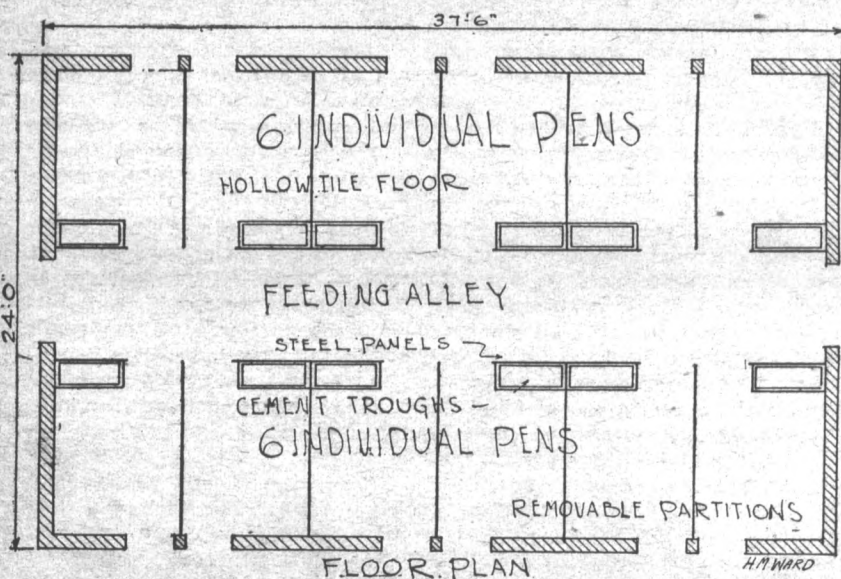 37'-6"
6 INDIVIDUAL PENS
HOLLOW TILE FLOOR
24'-0"
FEEDING ALLEY
STEEL PANELS
CEMENT TROUGHS
6 INDIVIDUAL PENS
REMOVABLE PARTITIONS
FLOOR PLAN
H.M. WARD